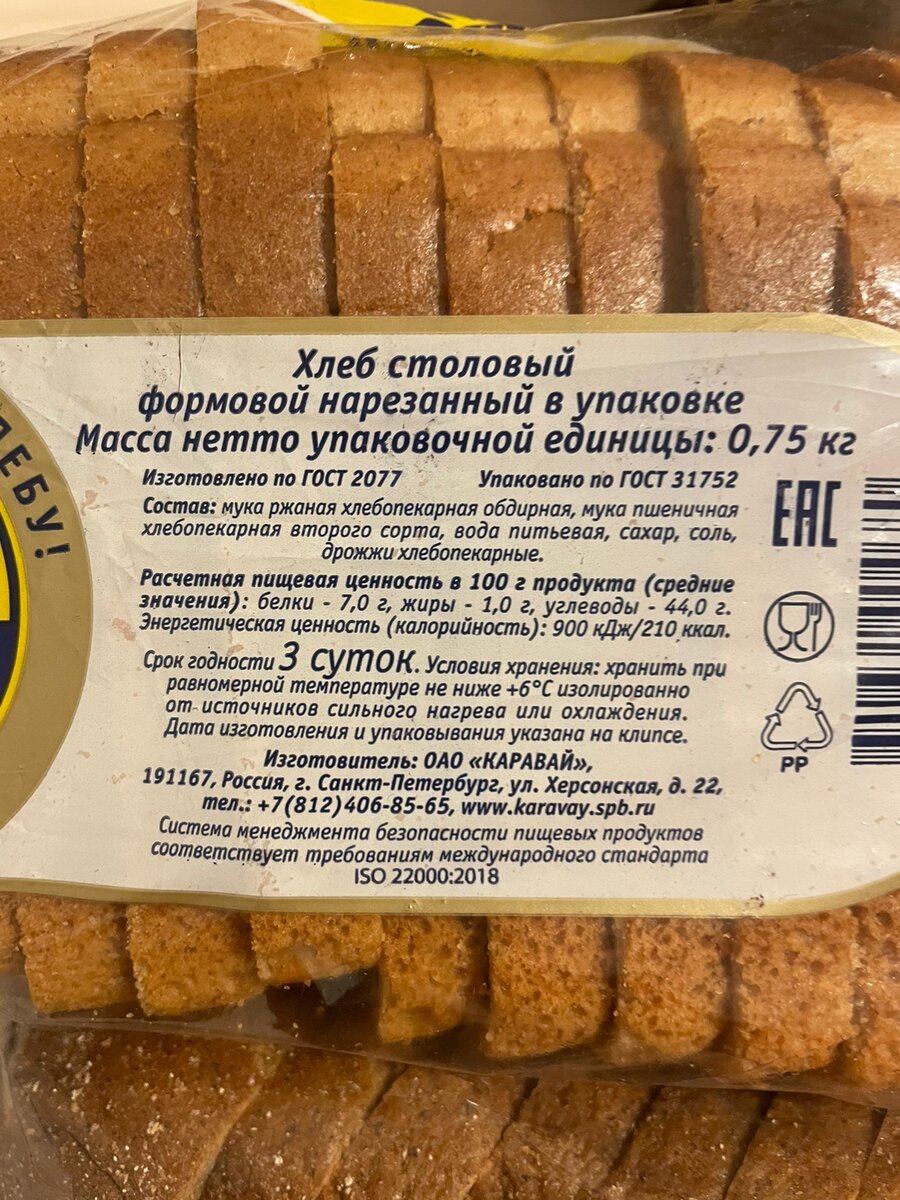 ЛЕБУ!
Хлеб столовый
формовой нарезанный в упаковке
Масса нетто упаковочной единицы: 0,75 кг
Изготовлено по ГОСТ 2077 Упаковано по ГОСТ 31752
Состав: мука ржаная хлебопекарная обдирная, мука пшеничная
хлебопекарная второго сорта, вода питьевая, сахар, соль,
дрожжи хлебопекарные.
Расчетная пищевая ценность в 100 г продукта (средние
значения): белки - 7,0 г, жиры - 1,0 г, углеводы - 44,0 г.
Энергетическая ценность (калорийность): 900 кДж/210 ккал.
Срок годности 3 суток. Условия хранения: хранить при
равномерной температуре не ниже +6°С изолированно
от источников сильного нагрева или охлаждения.
Дата изготовления и упаковывания указана на клипсе.
Изготовитель: ОАО «КАРАВАЙ»,
191167, Россия, г. Санкт-Петербург, ул. Херсонская, д. 22,
тел.: +7(812)406-85-65, www.karavay.spb.ru
Система менеджмента безопасности пищевых продуктов
соответствует требованиям международного стандарта
ISO 22000:2018
EAC
PP